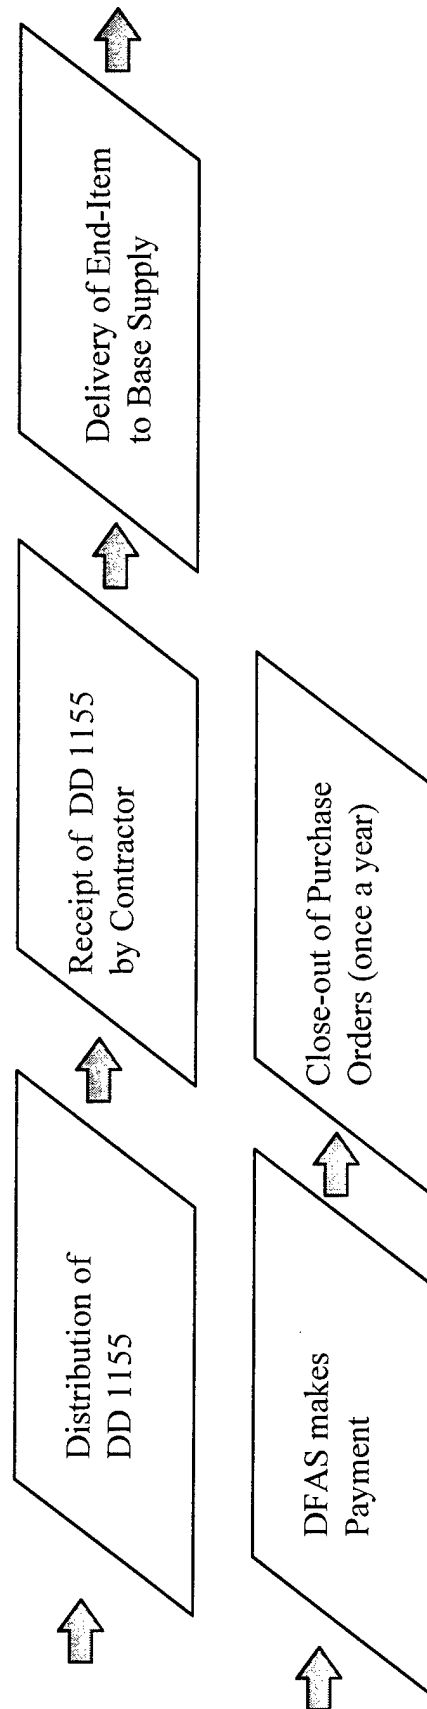 Distribution of
DD 1155
Receipt of DD 1155
by Contractor
Delivery of End-Item
to Base Supply
DFAS makes
Payment
Close-out of Purchase
Orders (once a year)